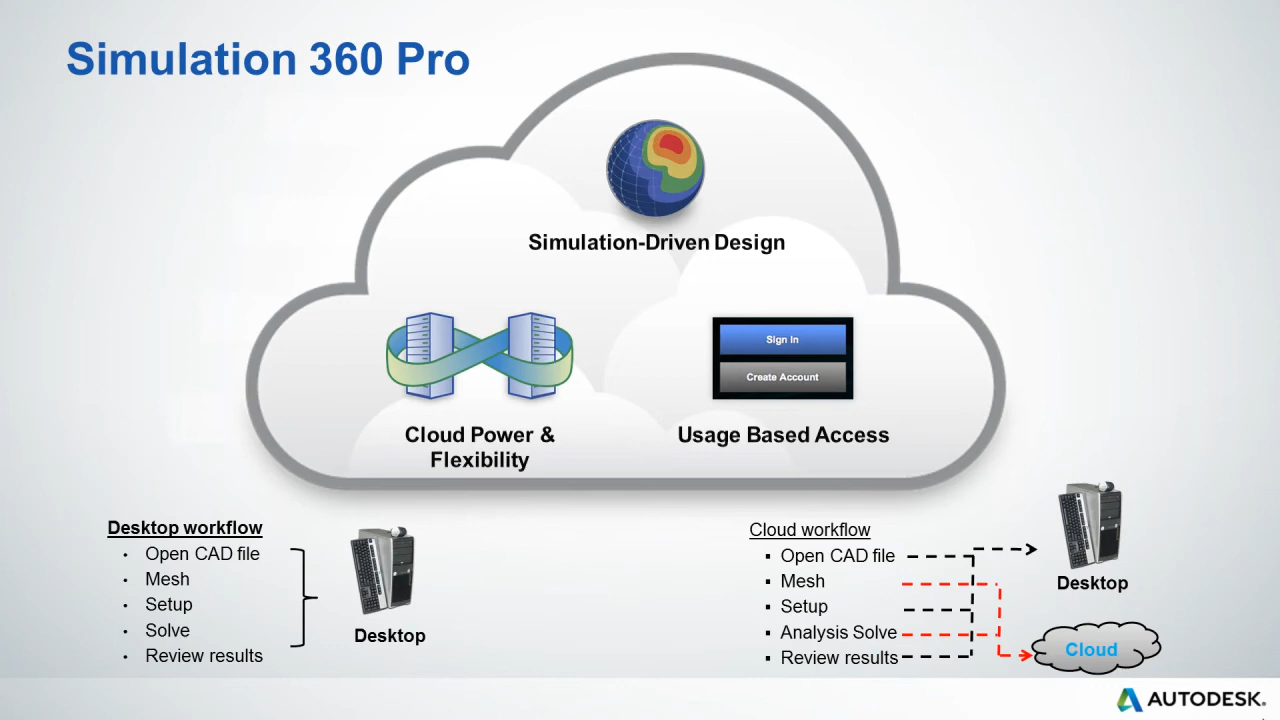 Simulation 360 Pro
Simulation-Driven Design
Sign In
Create Account
Cloud Power &
Flexibility
Usage Based Access
Desktop workflow
• Open CAD file
• Mesh
• Setup
• Solve
• Review results
Desktop
Cloud workflow
▪ Open CAD file
▪ Mesh
▪ Setup
▪ Analysis Solve
▪ Review results
Desktop
Cloud
AUTODESK.